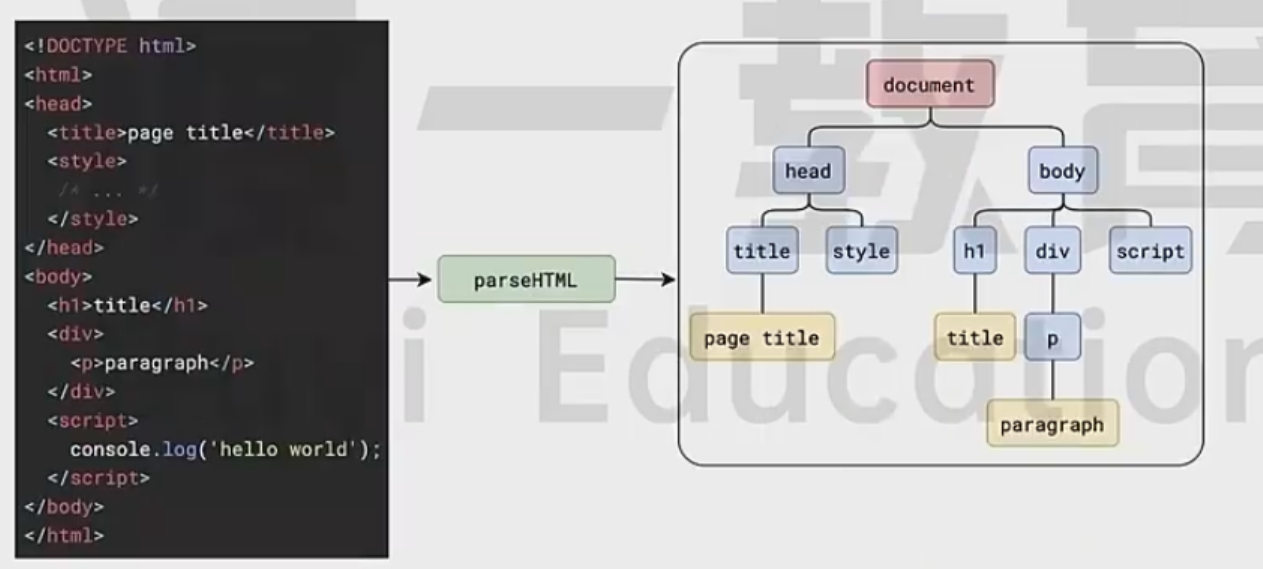 <!DOCTYPE html>
<html>
<head>
<title>page title</title>
<style>
/* ... */
</style>
</head>
<body>
<h1>title</h1>
<div>
<p>paragraph</p>
</div>
<script>
console.log('hello world');
</script>
</body>
</html>
parseHTML
document
head
body
title
style
h1
div
script
page title
title
p
paragraph
Education